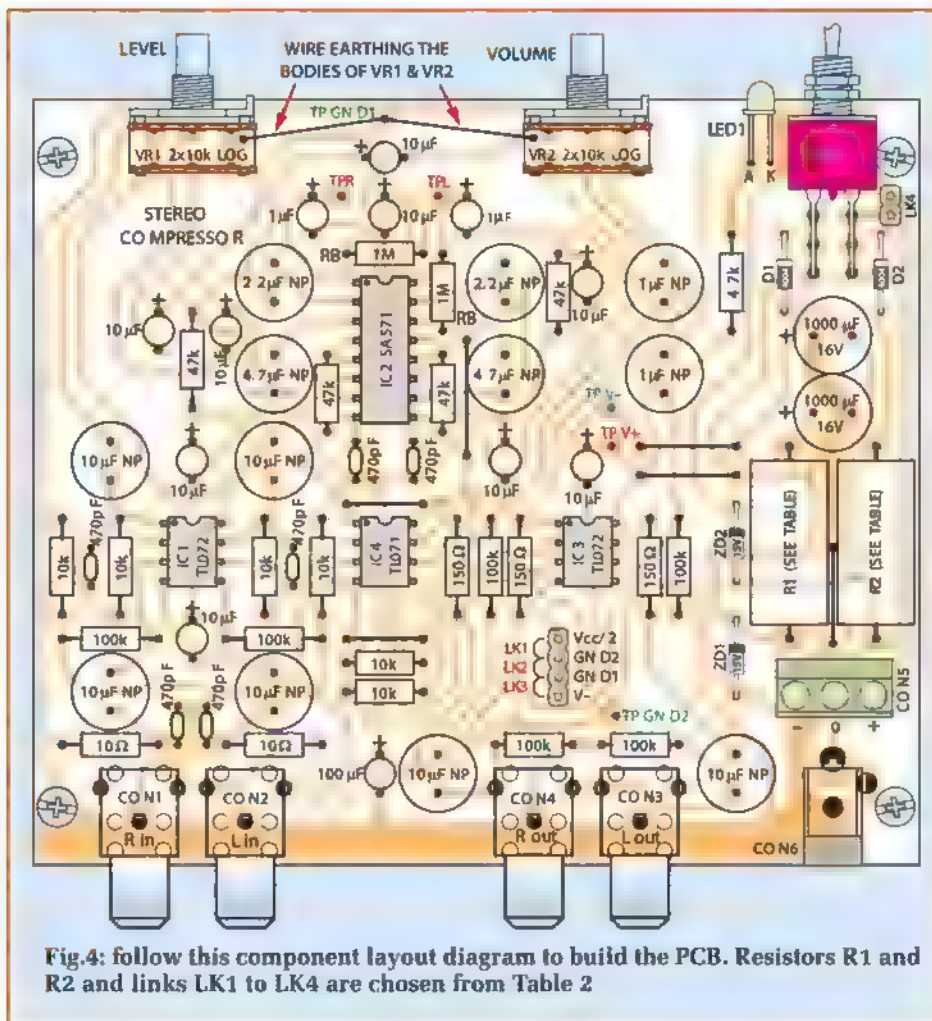 LEVEL
WIRE EARTHING THE
BODIES OF VR1 & VR2
VOLUME
TP GN D1
LED1
A
K
LK4
VR1 2x10k LOG
10µF
VR2 2x10k LOG
STEREO
COMPRESSOR
TPR
TPL
1µF
10µF
1µF
RB
1M
1M
RB
2.2µF NP
2.2µF NP
47k
10µF
1µF NP
4.7k
D1
D2
10µF
47k
10µF
4.7µF NP
47k
IC2 SA571
47k
4.7µF NP
1µF NP
1000µF
16V
1000µF
16V
TP V-
TP V+
10µF NP
10µF
10µF NP
470pF
470pF
10µF
10µF
10k
470pF
10k
IC1
TL072
10k
470pF
10k
IC4
TL071
150Ω
100k
150Ω
IC3
TL072
150Ω
100k
ZD2
15V
R1 (SEE TABLE)
R2 (SEE TABLE)
100k
10µF
100k
10k
10k
LK1
LK2
LK3
Vcc/2
GN D2
GN D1
V-
ZD1
15V
CO N5
10µF NP
470pF
10µF NP
TP GN D2
- 0 +
10Ω
10Ω
100µF
10µF NP
100k
100k
10µF NP
CO N1
R in
CO N2
L in
CO N4
R out
CO N3
L out
CO N6
Fig.4: follow this component layout diagram to build the PCB. Resistors R1 and
R2 and links LK1 to LK4 are chosen from Table 2